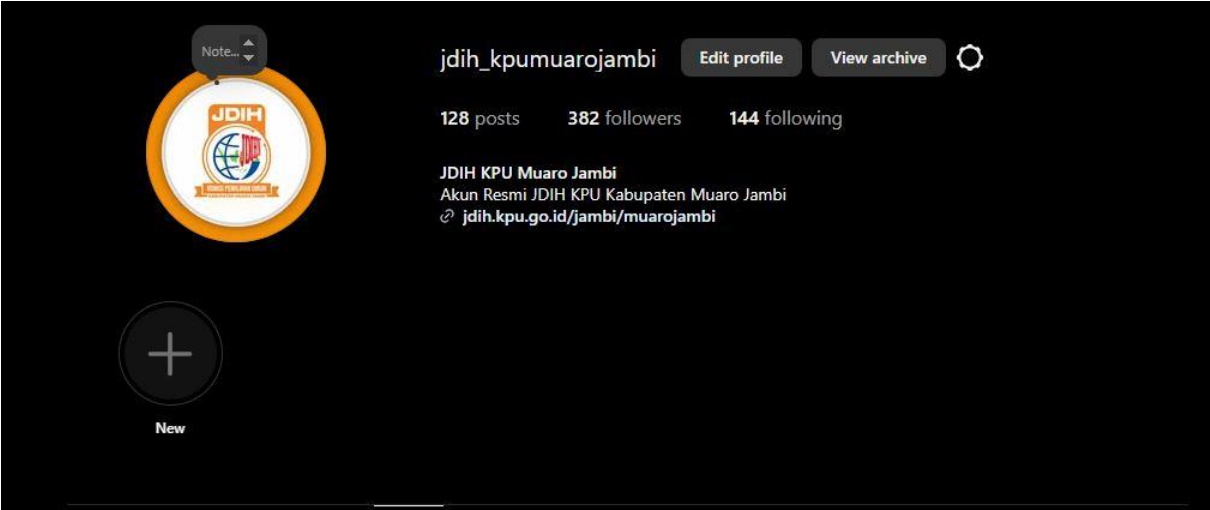 Note...
jdih_kpumuarojambi Edit profile View archive
128 posts 382 followers 144 following
JDIH
JDIH KPU Muaro Jambi
Akun Resmi JDIH KPU Kabupaten Muaro Jambi
jdih.kpu.go.id/jambi/muarojambi
New